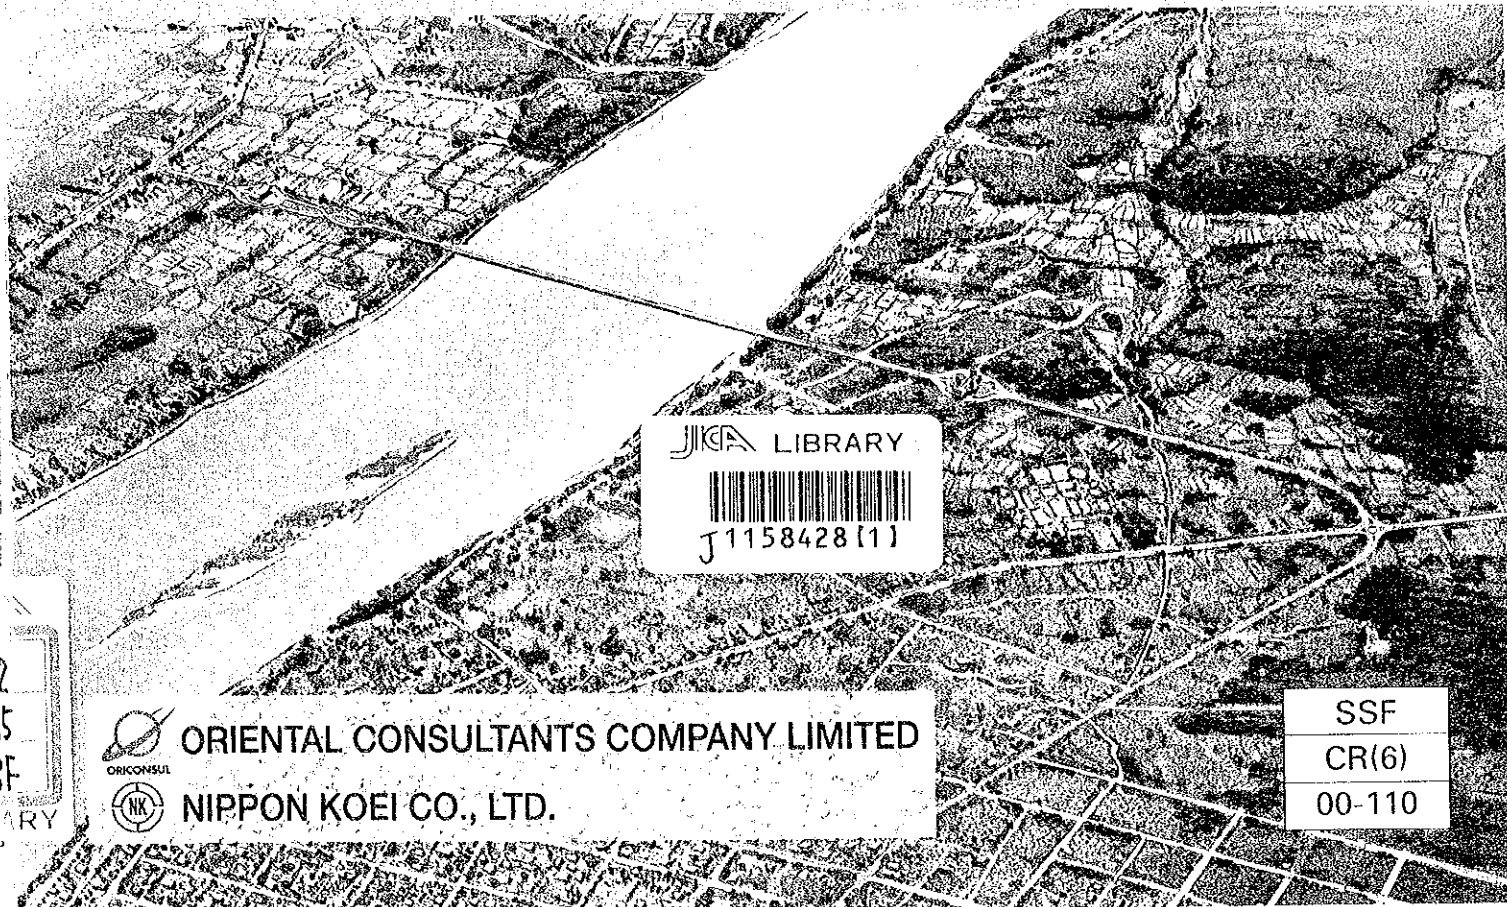 JICA LIBRARY
J1158428[1]
ORICONSUL
ORIENTAL CONSULTANTS COMPANY LIMITED
NK
NIPPON KOEI CO., LTD.
SSF
CR(6)
00-110